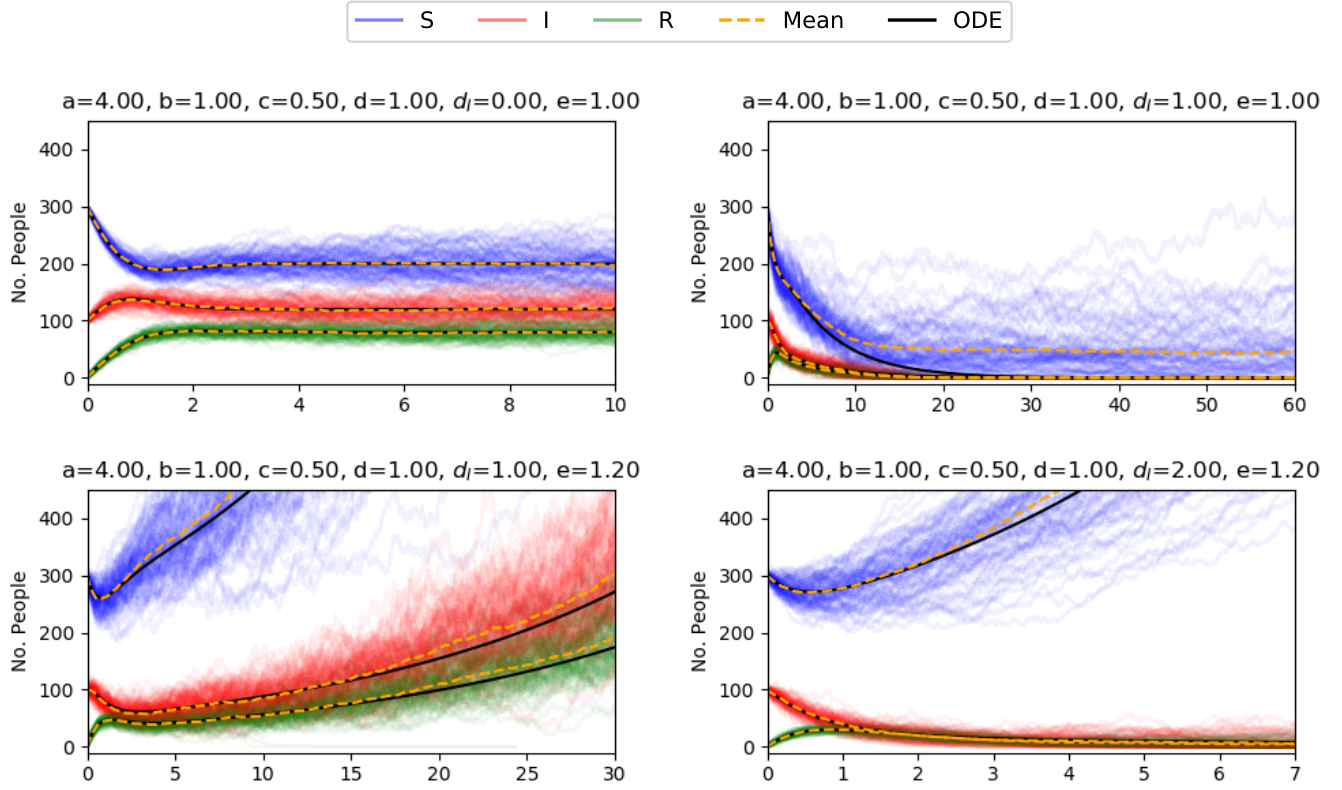 S I R Mean ODE
a=4.00, b=1.00, c=0.50, d=1.00, d_I=0.00, e=1.00
400
300
200
100
0
No. People
0 2 4 6 8 10
a=4.00, b=1.00, c=0.50, d=1.00, d_I=1.00, e=1.00
400
300
200
100
0
No. People
0 10 20 30 40 50 60
a=4.00, b=1.00, c=0.50, d=1.00, d_I=1.00, e=1.20
400
300
200
100
0
No. People
0 5 10 15 20 25 30
a=4.00, b=1.00, c=0.50, d=1.00, d_I=2.00, e=1.20
400
300
200
100
0
No. People
0 1 2 3 4 5 6 7